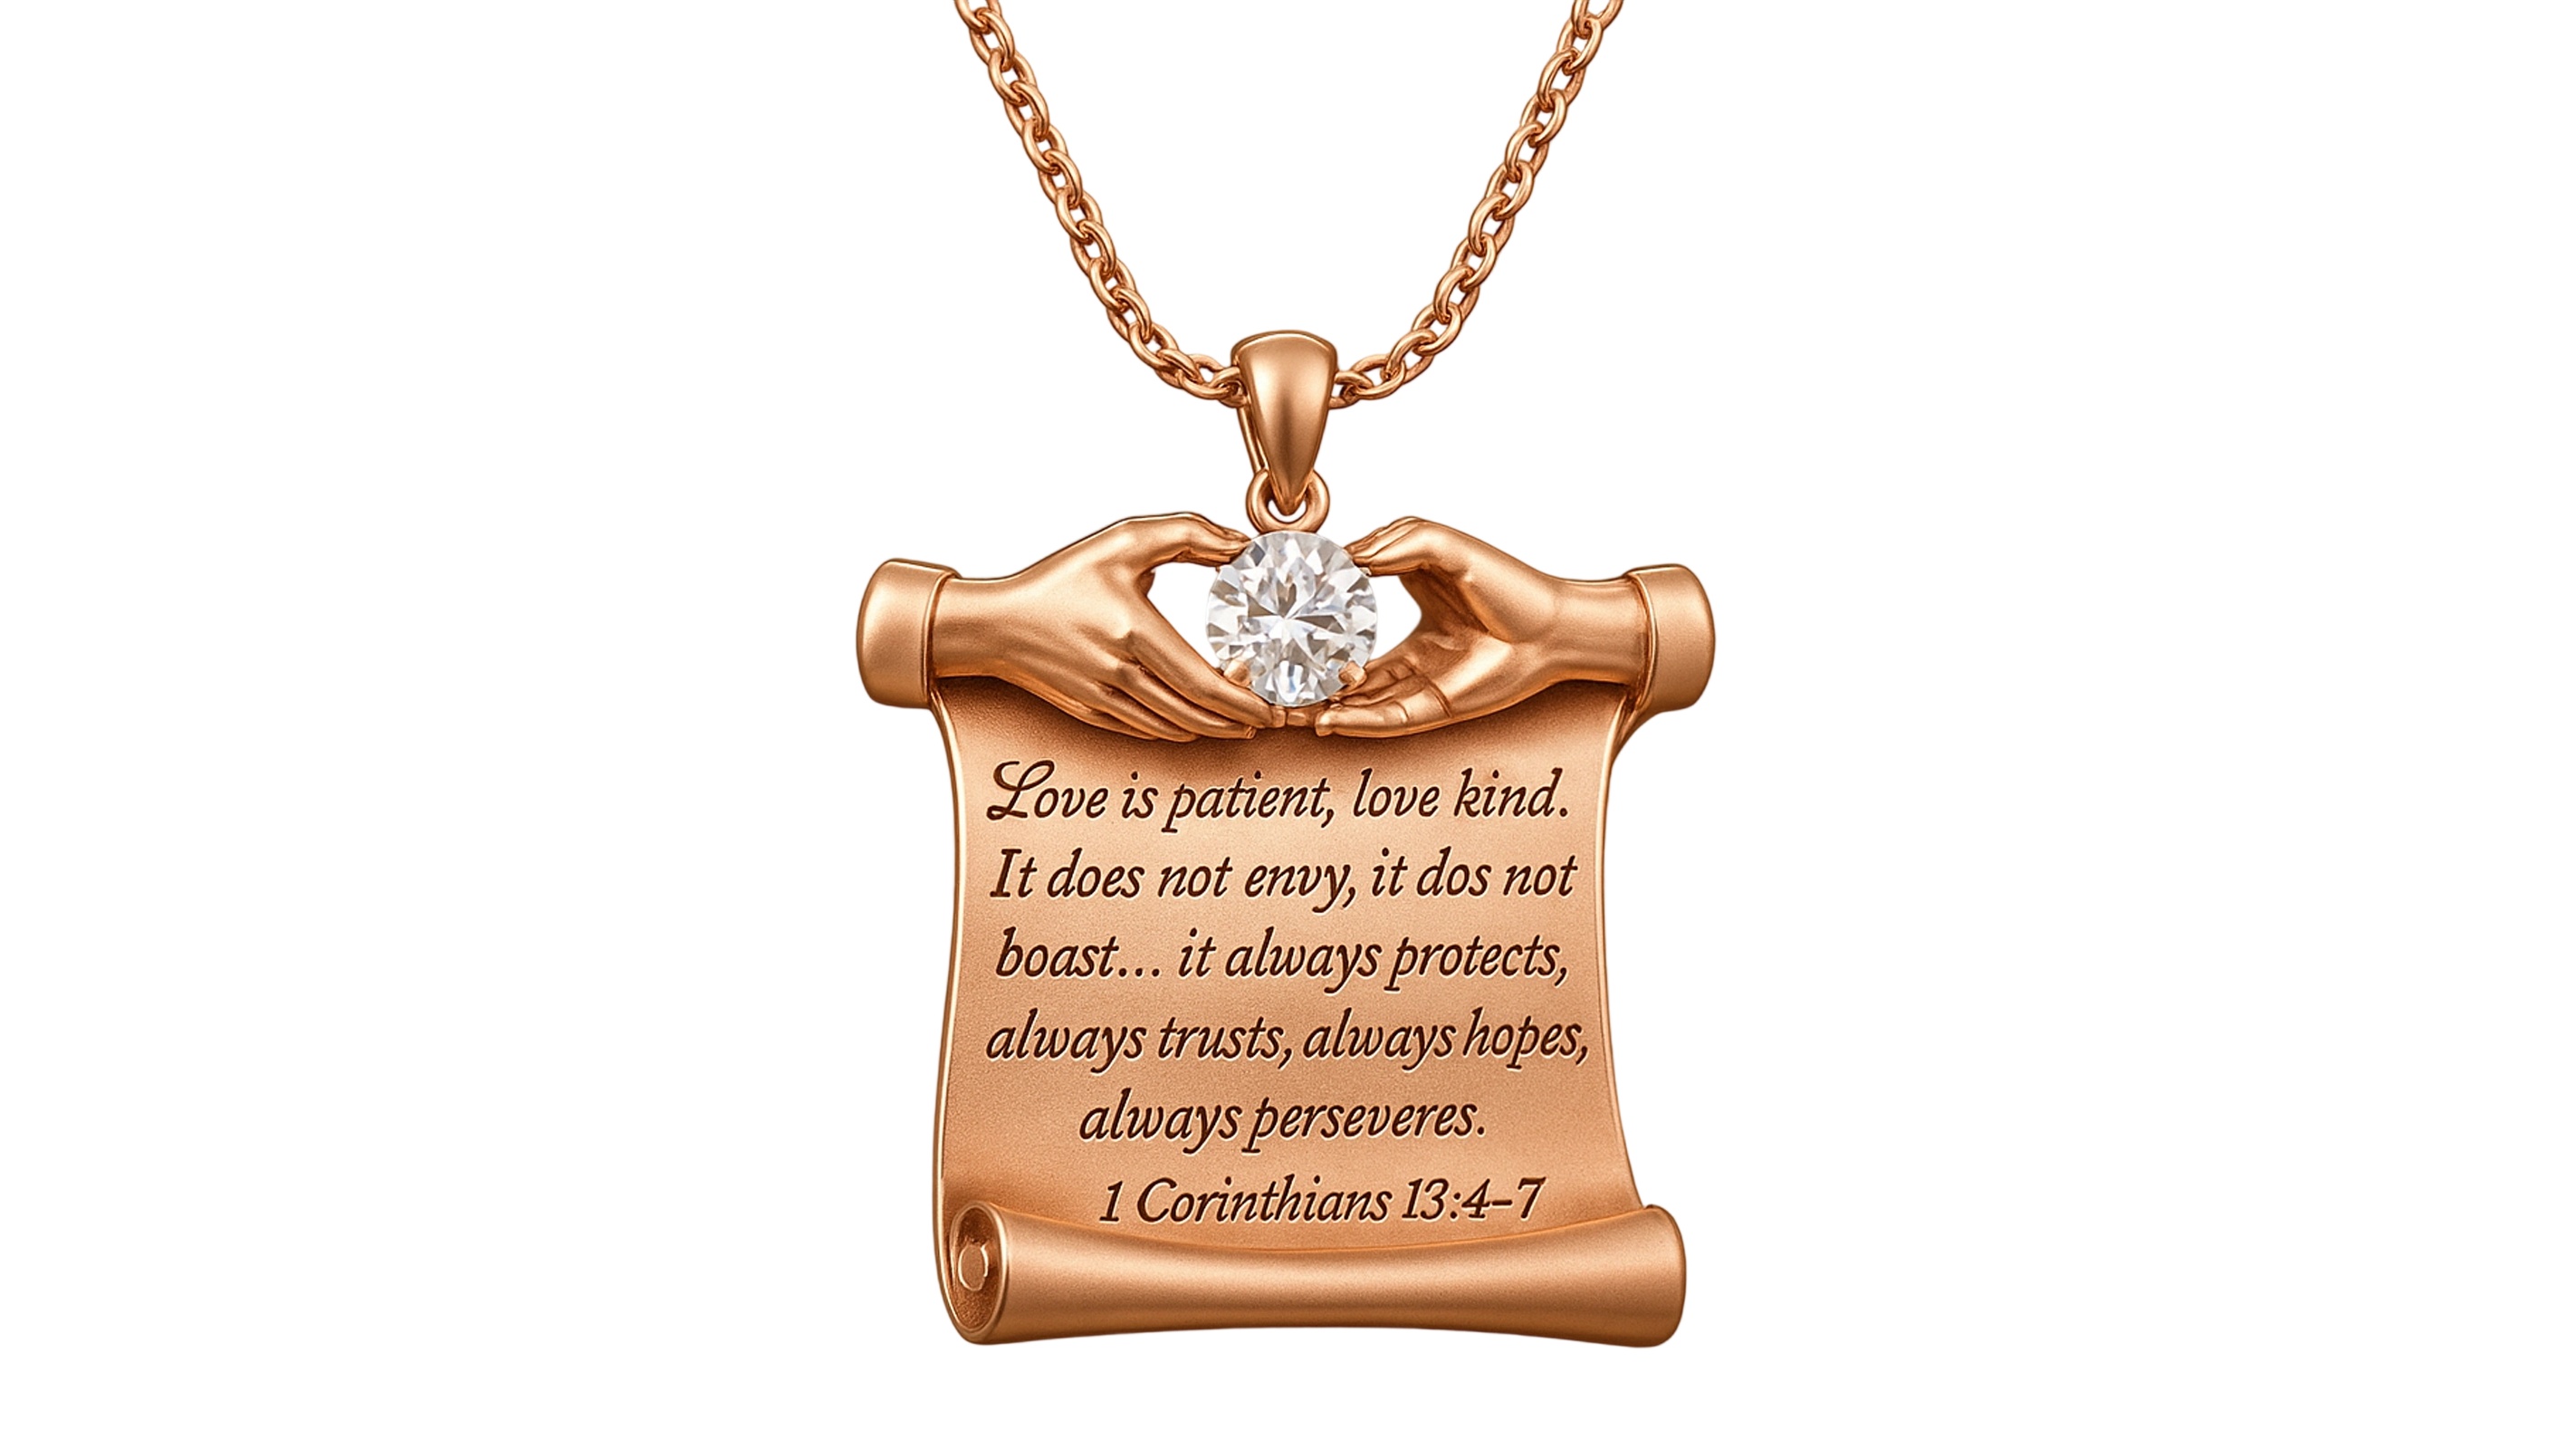 Love is patient, love kind.
It does not envy, it dos not
boast... it always protects,
always trusts, always hopes,
always perseveres.
1 Corinthians 13:4–7